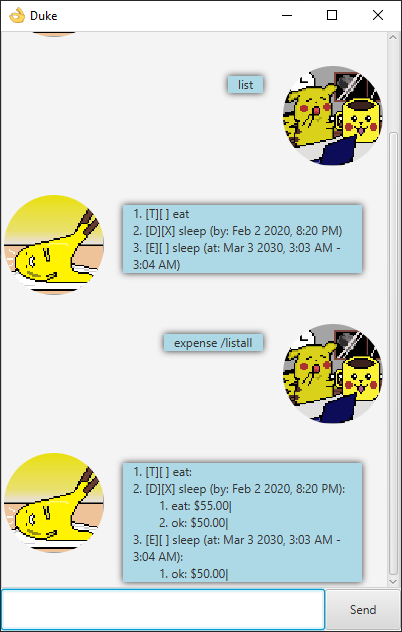 Duke
list
1. [T][ ] eat
2. [D][X] sleep (by: Feb 2 2020, 8:20 PM)
3. [E][ ] sleep (at: Mar 3 2030, 3:03 AM -
3:04 AM)
expense /listall
1. [T][ ] eat:
2. [D][X] sleep (by: Feb 2 2020, 8:20 PM):
1. eat: $55.00|
2. ok: $50.00|
3. [E][ ] sleep (at: Mar 3 2030, 3:03 AM -
3:04 AM):
1. ok: $50.00|
Send